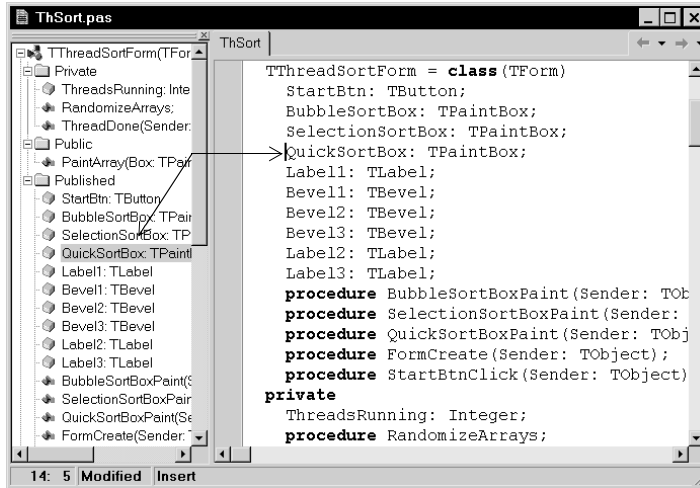 ThSort.pas
TThreadSortForm(TFor
Private
ThreadsRunning: Inte
RandomizeArrays;
ThreadDone(Sender:
Public
PaintArray(Box: TPair
Published
StartBtn: TButton
BubbleSortBox: TPair
SelectionSortBox: TP
QuickSortBox: TPaintl
Label1: TLabel
Bevel1: TBevel
Bevel2: TBevel
Bevel3: TBevel
Label2: TLabel
Label3: TLabel
BubbleSortBoxPaint(S
SelectionSortBoxPair
QuickSortBoxPaint(Se
FormCreate(Sender: T
ThSort
TThreadSortForm = class(TForm)
StartBtn: TButton;
BubbleSortBox: TPaintBox;
SelectionSortBox: TPaintBox;
QuickSortBox: TPaintBox;
Label1: TLabel;
Bevel1: TBevel;
Bevel2: TBevel;
Bevel3: TBevel;
Label2: TLabel;
Label3: TLabel;
procedure BubbleSortBoxPaint(Sender: TOb
procedure SelectionSortBoxPaint(Sender:
procedure QuickSortBoxPaint(Sender: TObj
procedure FormCreate(Sender: TObject);
procedure StartBtnClick(Sender: TObject)
private
ThreadsRunning: Integer;
procedure RandomizeArrays;
14: 5 Modified Insert